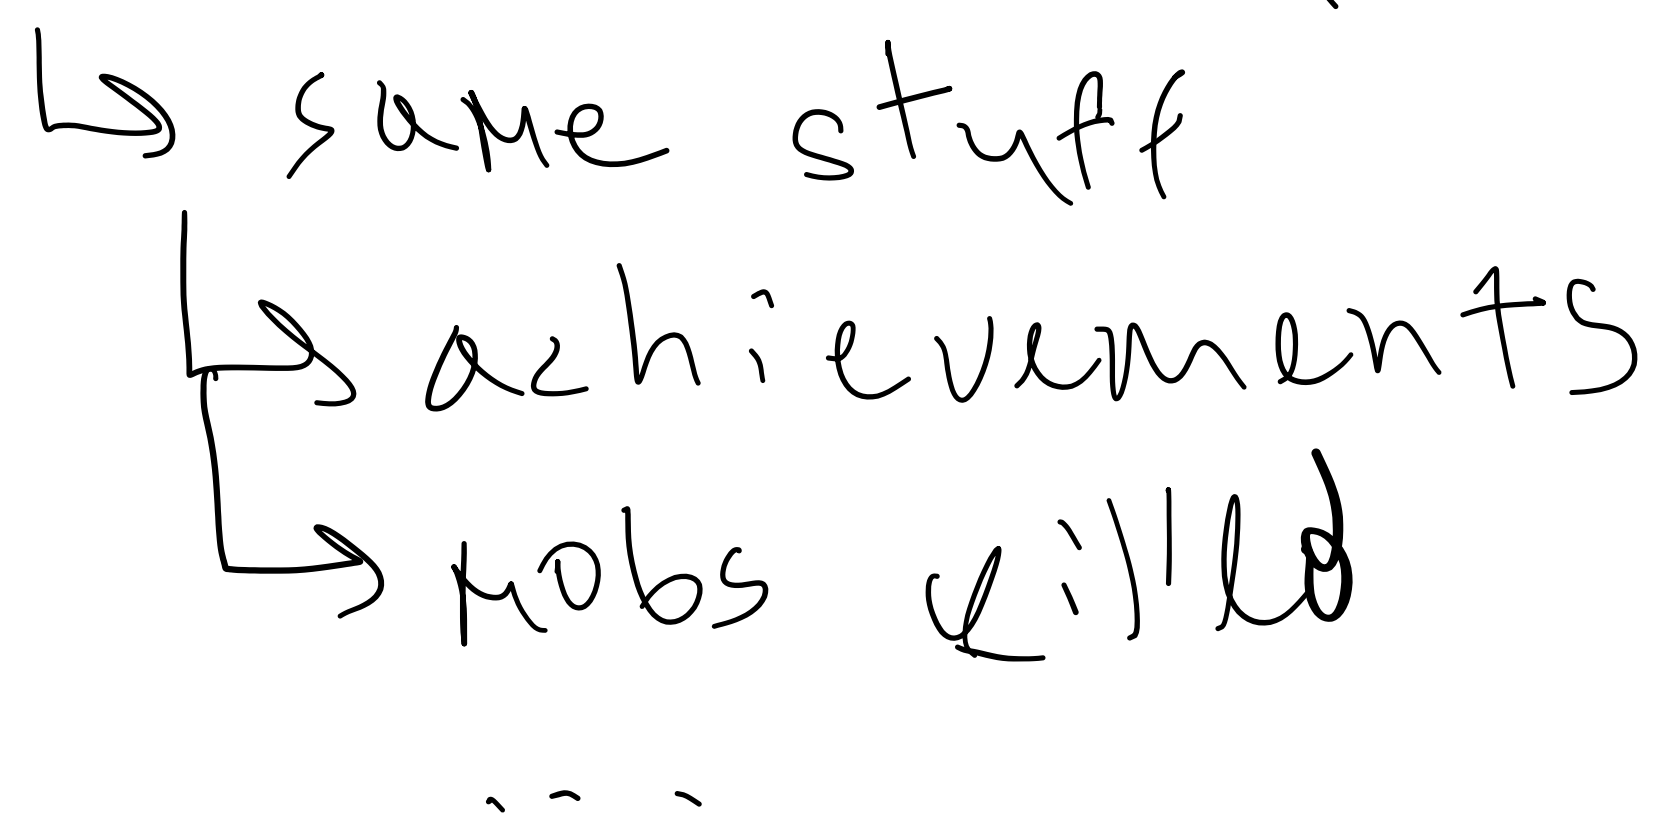 ↳ same stuff
↳ achievements
↳ mobs killed
...